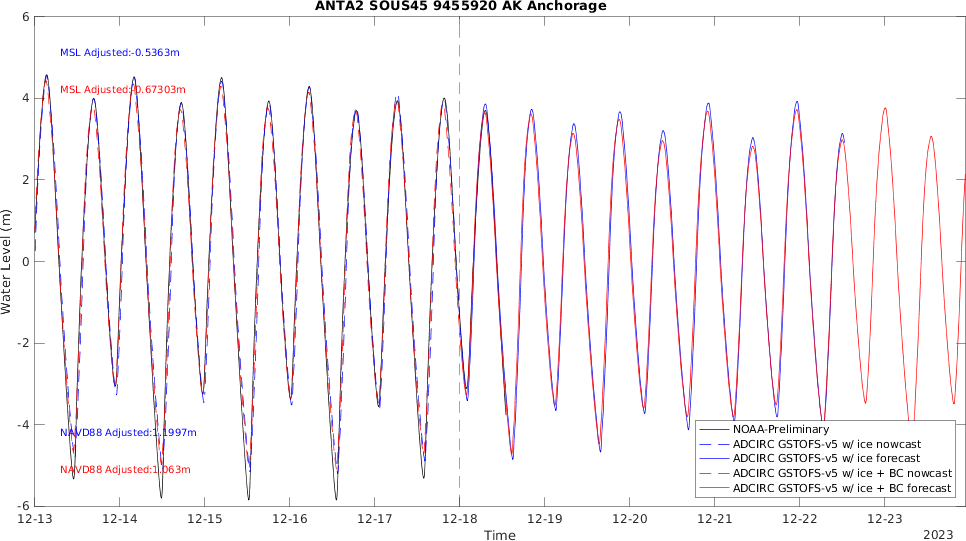 ANTA2 SOUS45 9455920 AK Anchorage
6
MSL Adjusted:-0.5363m
MSL Adjusted:-0.67303m
4
2
Water Level (m)
0
-2
-4
NAVD88 Adjusted:1.1997m
NAVD88 Adjusted:1.063m
-6
NOAA-Preliminary
ADCIRC GSTOFS-v5 w/ ice nowcast
ADCIRC GSTOFS-v5 w/ ice forecast
ADCIRC GSTOFS-v5 w/ ice + BC nowcast
ADCIRC GSTOFS-v5 w/ ice + BC forecast
12-13 12-14 12-15 12-16 12-17 12-18 12-19 12-20 12-21 12-22 12-23
Time
2023